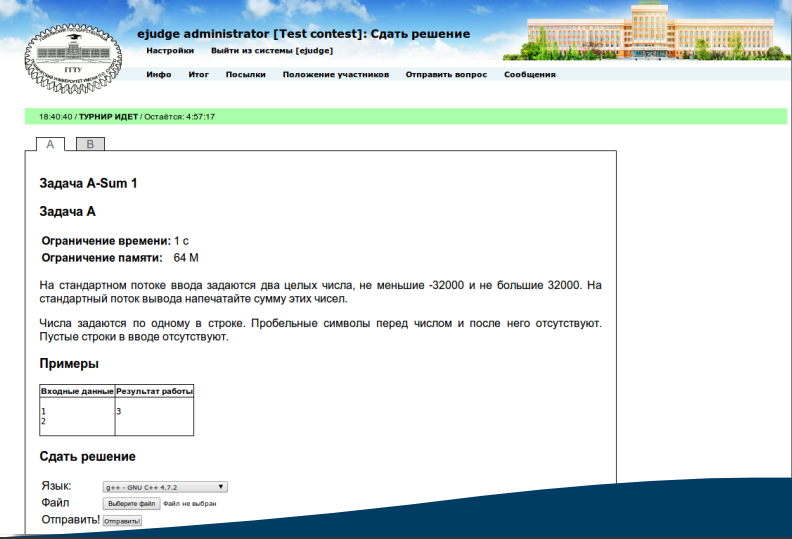 ejudge administrator [Test contest]: Сдать решение
Настройки Выйти из системы [ejudge]
ГГТУ
Инфо Итог Посылки Положение участников Отправить вопрос Сообщения
18:40:40 / ТУРНИР ИДЕТ / Остаётся: 4:57:17
A B
Задача A-Sum 1
Задача A
Ограничение времени: 1 с
Ограничение памяти: 64 M
На стандартном потоке ввода задаются два целых числа, не меньшие -32000 и не большие 32000. На
стандартный поток вывода напечатайте сумму этих чисел.
Числа задаются по одному в строке. Пробельные символы перед числом и после него отсутствуют.
Пустые строки в вводе отсутствуют.
Примеры
Входные данные Результат работы
1 3
2
Сдать решение
Язык: g++ - GNU C++ 4.7.2
Файл Выберите файл Файл не выбран
Отправить! Отправить!